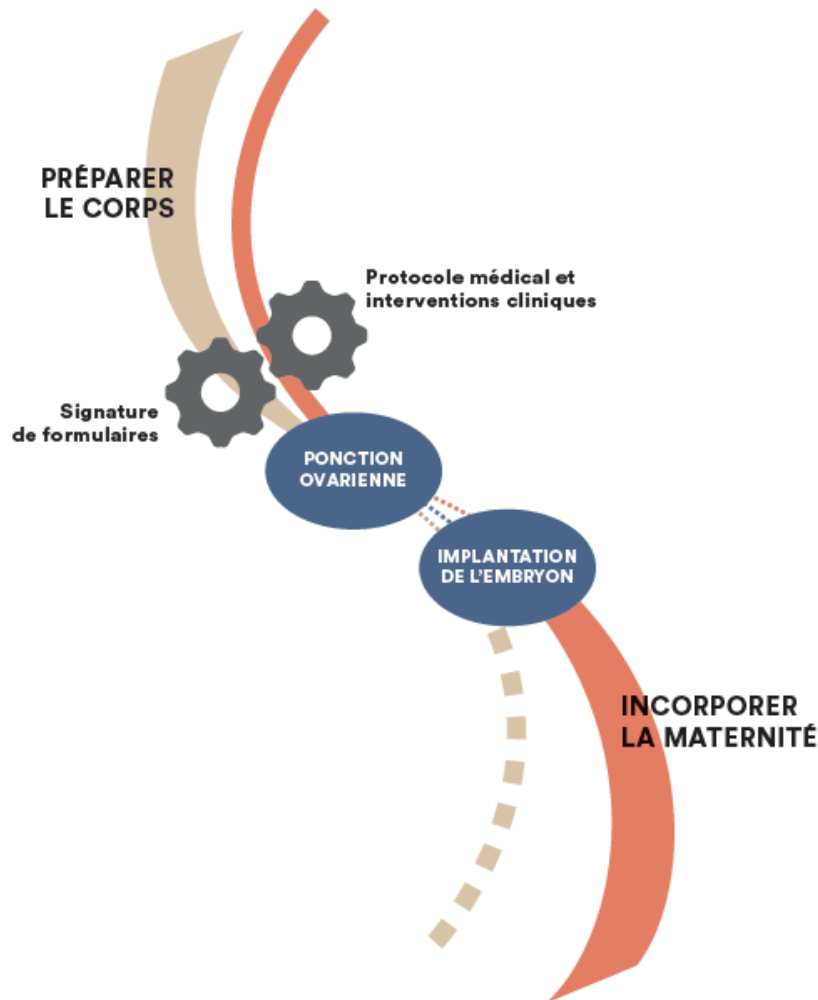 PRÉPARER
LE CORPS
Protocole médical et
interventions cliniques
Signature
de formulaires
PONCTION
OVARIENNE
IMPLANTATION
DE L'EMBRYON
INCORPORER
LA MATERNITÉ